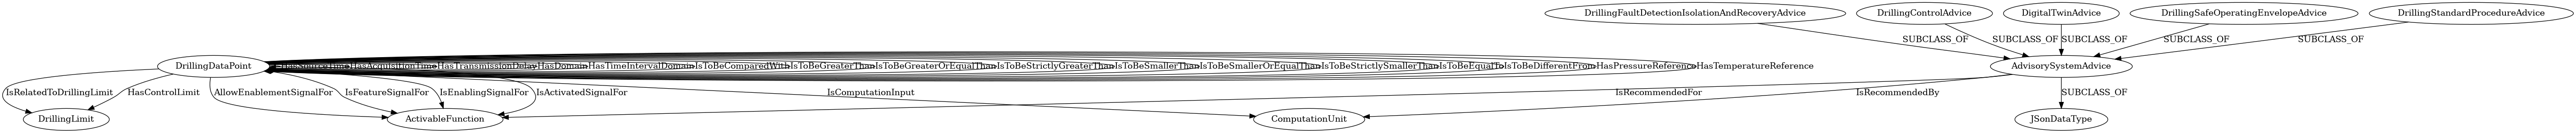 DrillingFaultDetectionIsolationAndRecoveryAdvice
DrillingControlAdvice
DigitalTwinAdvice
DrillingSafeOperatingEnvelopeAdvice
DrillingStandardProcedureAdvice
SUBCLASS_OF
SUBCLASS_OF
SUBCLASS_OF
SUBCLASS_OF
SUBCLASS_OF
DrillingDataPoint
HasSourceTime
HasAcquisitionTime
HasTransmissionDelay
HasDomain
HasTimeIntervalDomain
IsToBeComparedWith
IsToBeGreaterThan
IsToBeGreaterOrEqualThan
IsToBeStrictlyGreaterThan
IsToBeSmallerThan
IsToBeSmallerOrEqualThan
IsToBeStrictlySmallerThan
IsToBeEqualTo
IsToBeDifferentFrom
HasPressureReference
HasTemperatureReference
AdvisorySystemAdvice
IsRelatedToDrillingLimit
HasControlLimit
AllowEnablementSignalFor
IsFeatureSignalFor
IsEnablingSignalFor
IsActivatedSignalFor
IsComputationInput
IsRecommendedFor
IsRecommendedBy
SUBCLASS_OF
DrillingLimit
ActivableFunction
ComputationUnit
JSonDataType